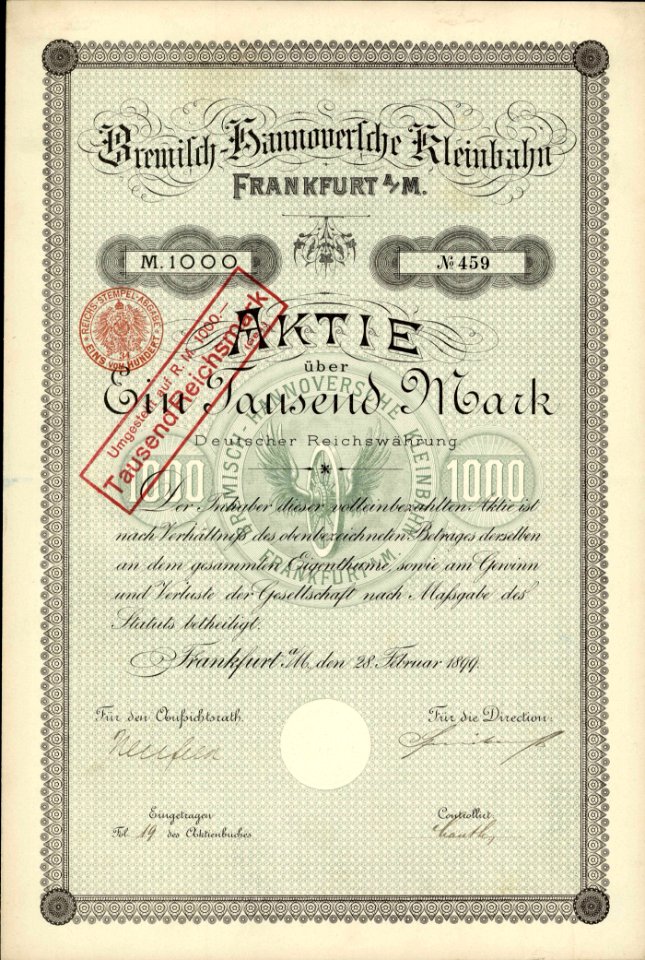 Bremisch-Hannoversche Kleinbahn
FRANKFURT A/M.
M. 1000
№ 459
REICHS-STEMPEL-ABGABE
EINS VOM HUNDERT
Umgestellt auf R. M. 1000.—
Tausend Reichsmark
AKTIE
über
Ein Tausend Mark
Deutscher Reichswährung
BREMISCH-HANNOVERSCHE KLEINBAHN
FRANKFURT A. M.
1000
1000
Der Inhaber dieser volleinbezahlten Aktie ist
nach Verhältniß des obenbezeichneten Betrages derselben
an dem gesammten Eigenthume, sowie am Gewinn
und Verluste der Gesellschaft nach Maßgabe des
Statuts betheiligt.
Frankfurt a/M, den 28. Februar 1899.
Für den Aufsichtsrath.
Für die Direction:
Eingetragen
Fol. 19 des Aktienbuches
Controllirt